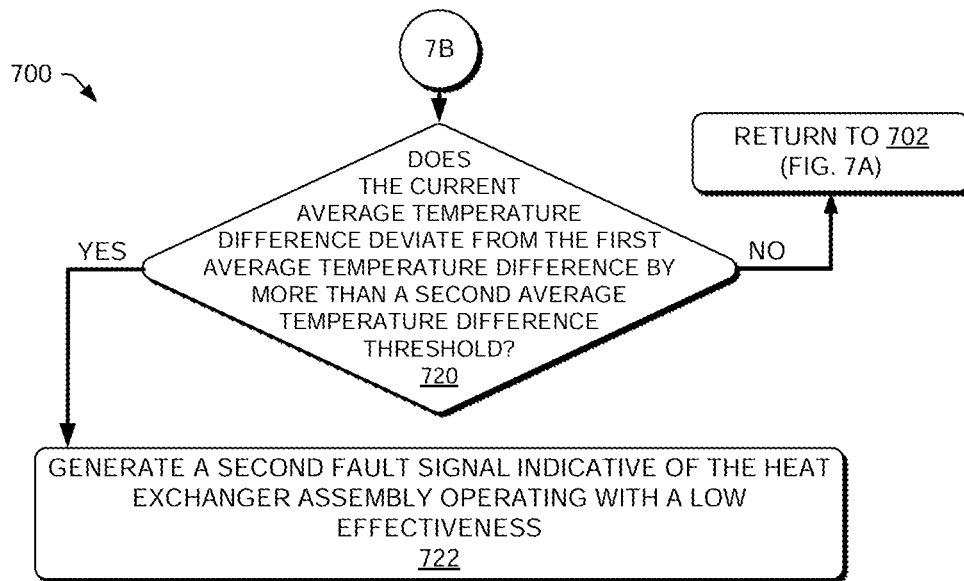 7B
700
RETURN TO 702
(FIG. 7A)
DOES
THE CURRENT
AVERAGE TEMPERATURE
DIFFERENCE DEVIATE FROM THE FIRST
AVERAGE TEMPERATURE DIFFERENCE BY
MORE THAN A SECOND AVERAGE
TEMPERATURE DIFFERENCE
THRESHOLD?
720
YES
NO
GENERATE A SECOND FAULT SIGNAL INDICATIVE OF THE HEAT
EXCHANGER ASSEMBLY OPERATING WITH A LOW
EFFECTIVENESS
722